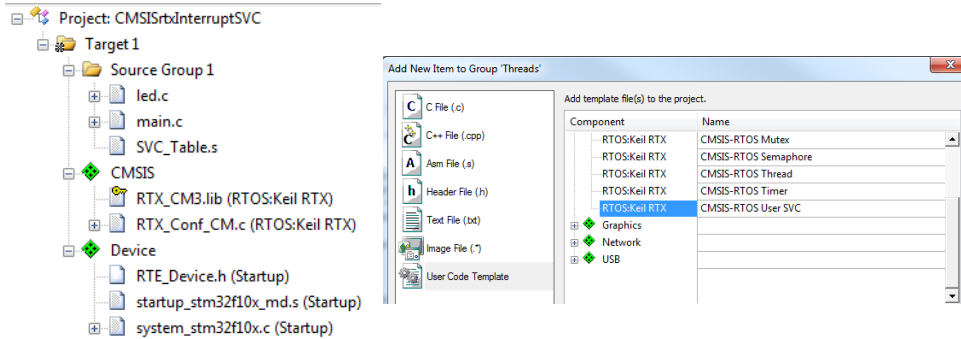 Project: CMSISrtxInterruptSVC
Target 1
Source Group 1
led.c
main.c
SVC_Table.s
CMSIS
RTX_CM3.lib (RTOS:Keil RTX)
RTX_Conf_CM.c (RTOS:Keil RTX)
Device
RTE_Device.h (Startup)
startup_stm32f10x_md.s (Startup)
system_stm32f10x.c (Startup)
Add New Item to Group 'Threads'
C File (.c)
C++ File (.cpp)
Asm File (.s)
Header File (.h)
Text File (.txt)
Image File (.*)
User Code Template
Add template file(s) to the project.
Component Name
RTOS:Keil RTX CMSIS-RTOS Mutex
RTOS:Keil RTX CMSIS-RTOS Semaphore
RTOS:Keil RTX CMSIS-RTOS Thread
RTOS:Keil RTX CMSIS-RTOS Timer
RTOS:Keil RTX CMSIS-RTOS User SVC
Graphics
Network
USB